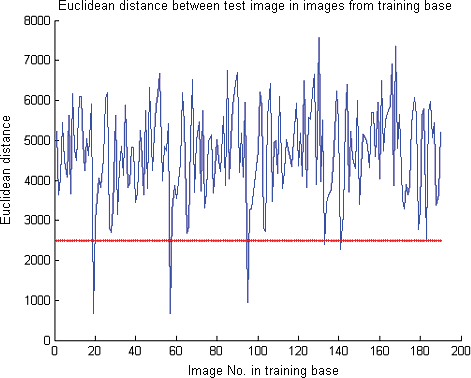 Euclidean distance between test image in images from training base
8000
7000
6000
5000
4000
3000
2000
1000
0
Euclidean distance
0 20 40 60 80 100 120 140 160 180 200
Image No. in training base